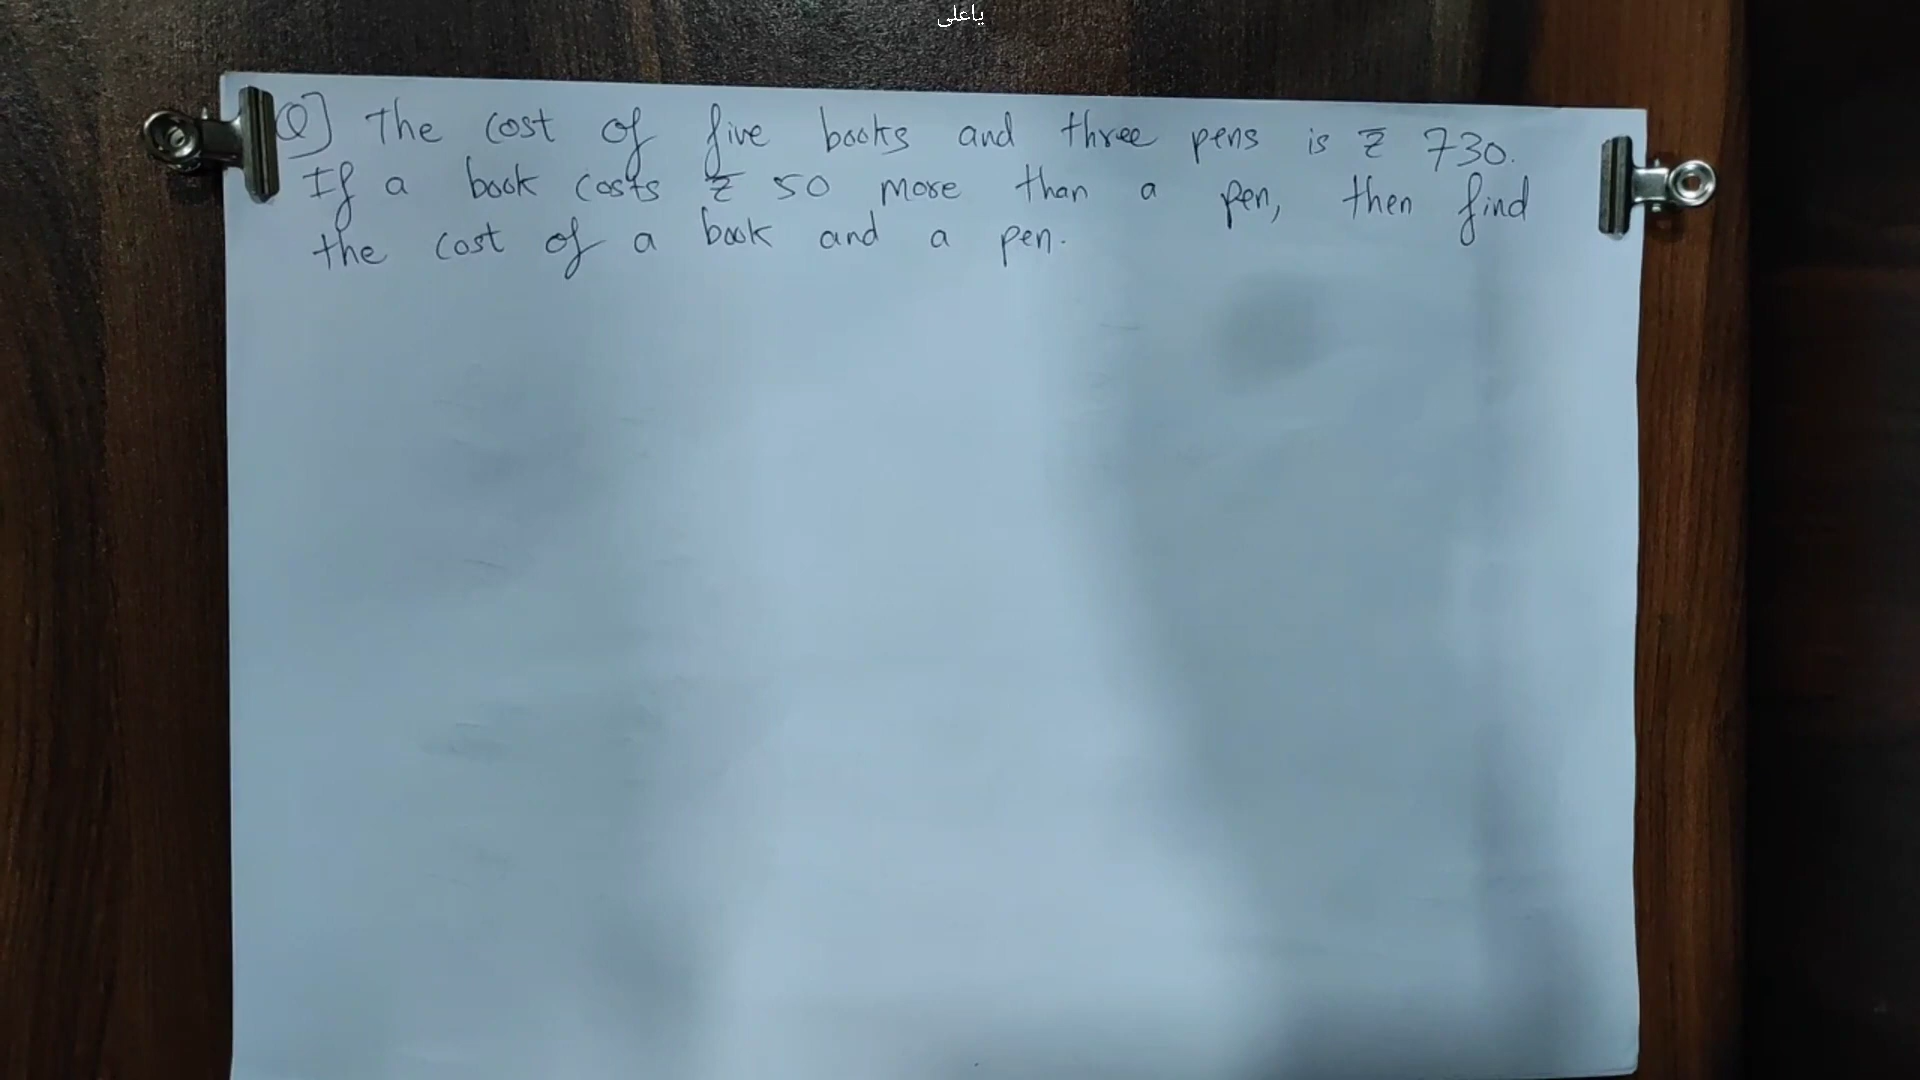 ياعلى
Q] The cost of five books and three pens is ₹ 730.
If a book costs ₹ 50 more than a pen, then find
the cost of a book and a pen.